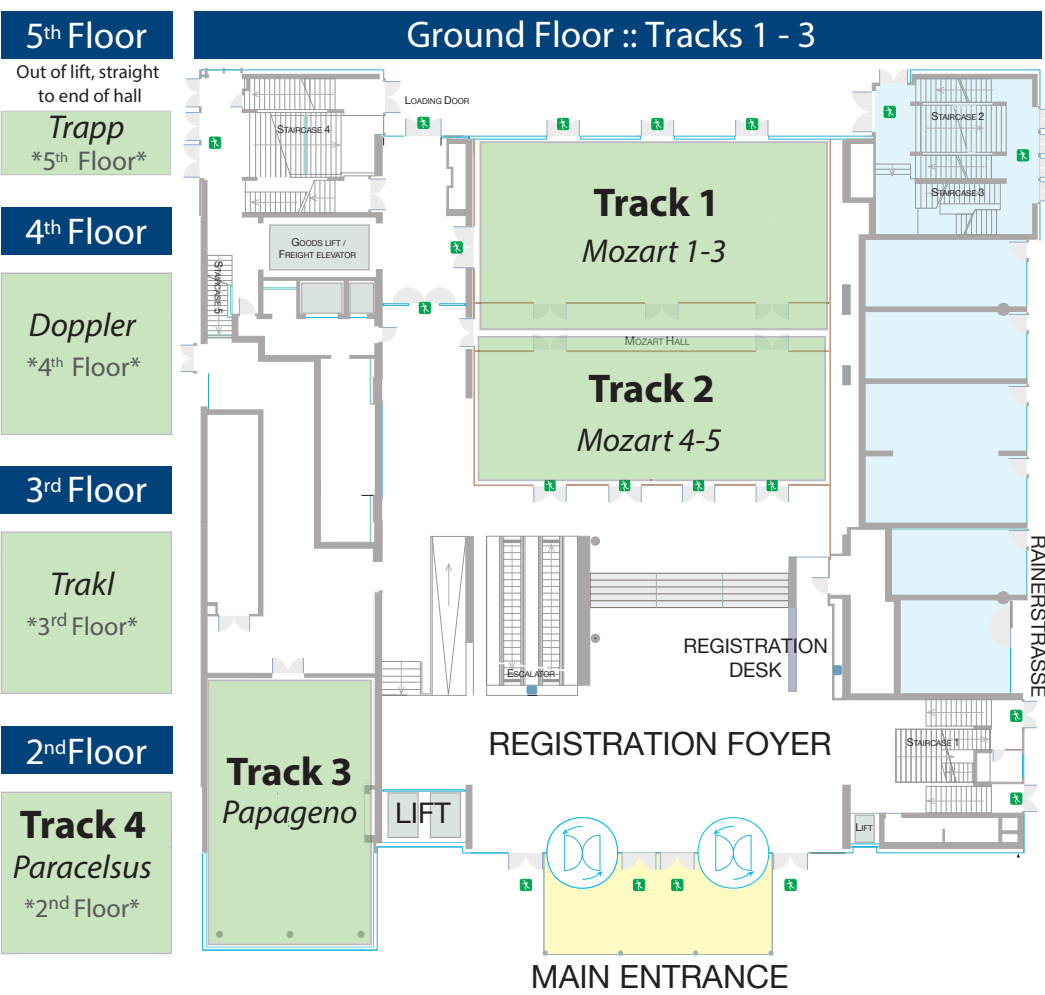 5th Floor
Out of lift, straight
to end of hall
Trapp
*5th Floor*
4th Floor
Doppler
*4th Floor*
3rd Floor
Trakl
*3rd Floor*
2nd Floor
Track 4
Paracelsus
*2nd Floor*
Ground Floor :: Tracks 1 - 3
LOADING DOOR
STAIRCASE 4
STAIRCASE 2
STAIRCASE 3
GOODS LIFT /
FREIGHT ELEVATOR
STAIRCASE 5
Track 1
Mozart 1-3
MOZART HALL
Track 2
Mozart 4-5
RAINERSTRASSE
REGISTRATION
DESK
ESCALATOR
REGISTRATION FOYER
STAIRCASE 1
Track 3
Papageno
LIFT
LIFT
MAIN ENTRANCE